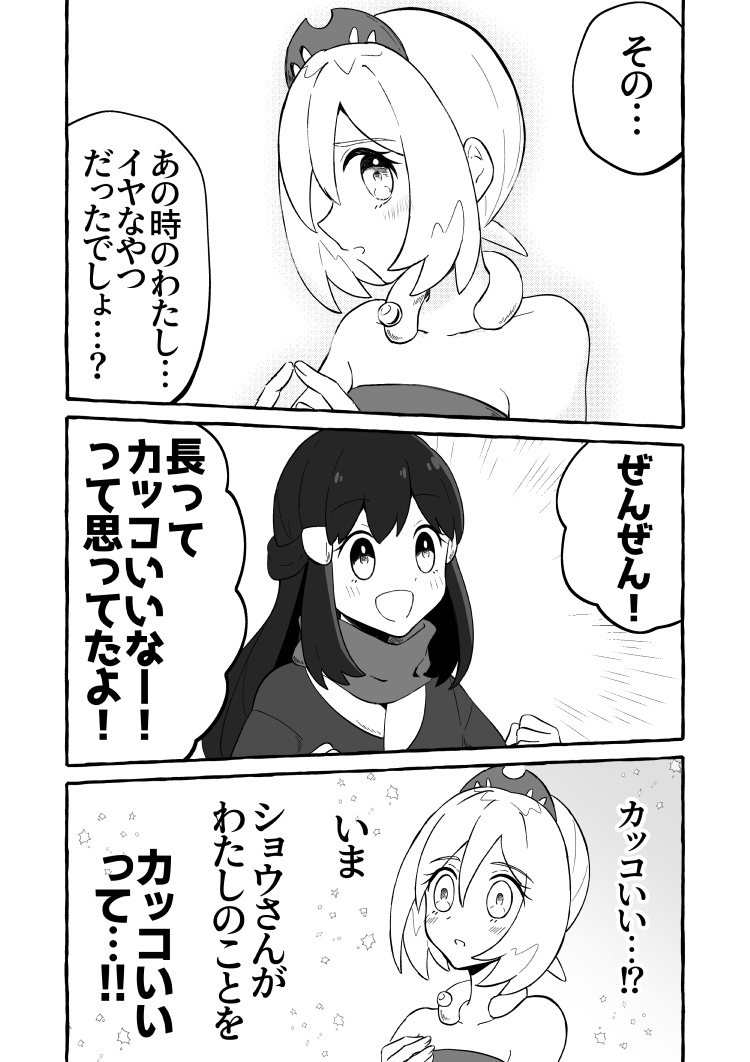 その…
あの時のわたし…
イヤなやつ
だったでしょ……?
ぜんぜん!
長って
カッコいいなー!
って思ってたよ!
カッコいい…!?
いま
ショウさんが
わたしのことを
カッコいい
って…!!